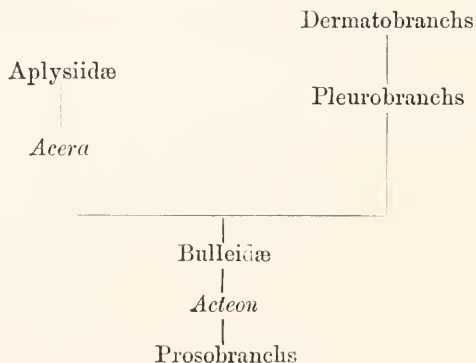 Dermatobranchs
Aplysiidæ
Pleurobranchs
Acera
Bulleidæ
Acteon
Prosobranchs